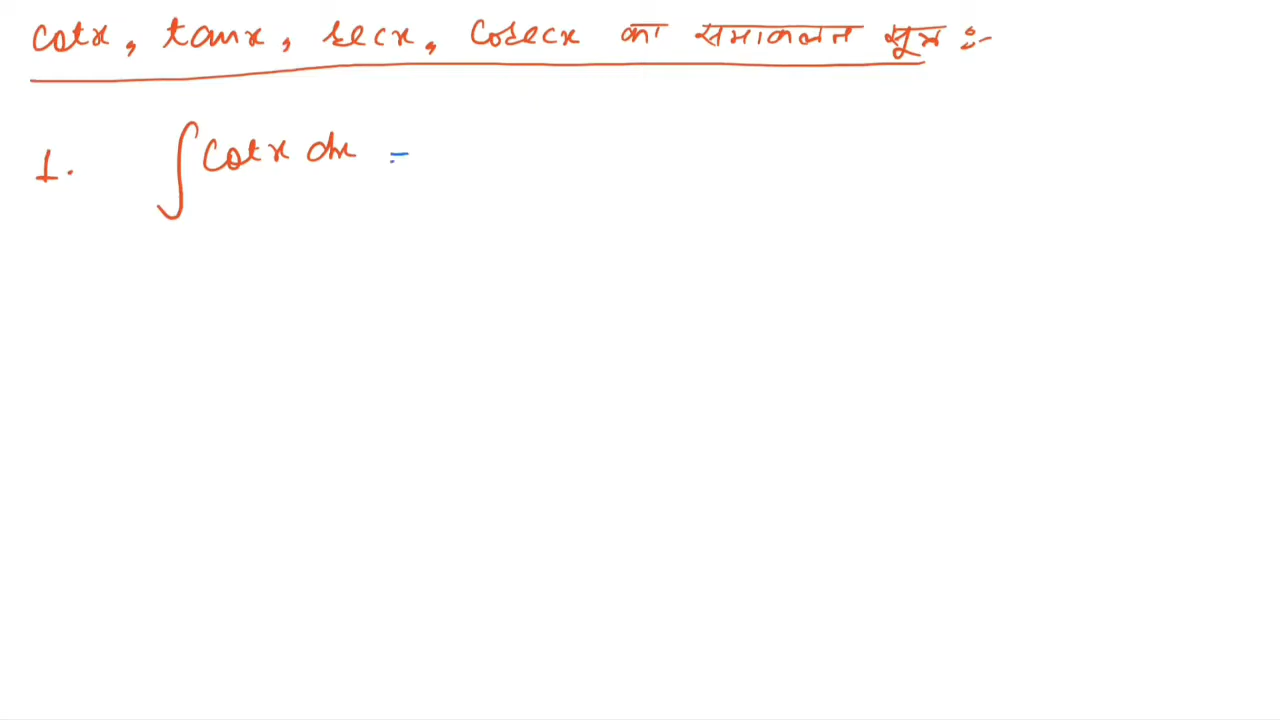 cotx, tanx, secx, Cosecx का समाकलन सूत्र :-
1. ∫ Cotx dx =